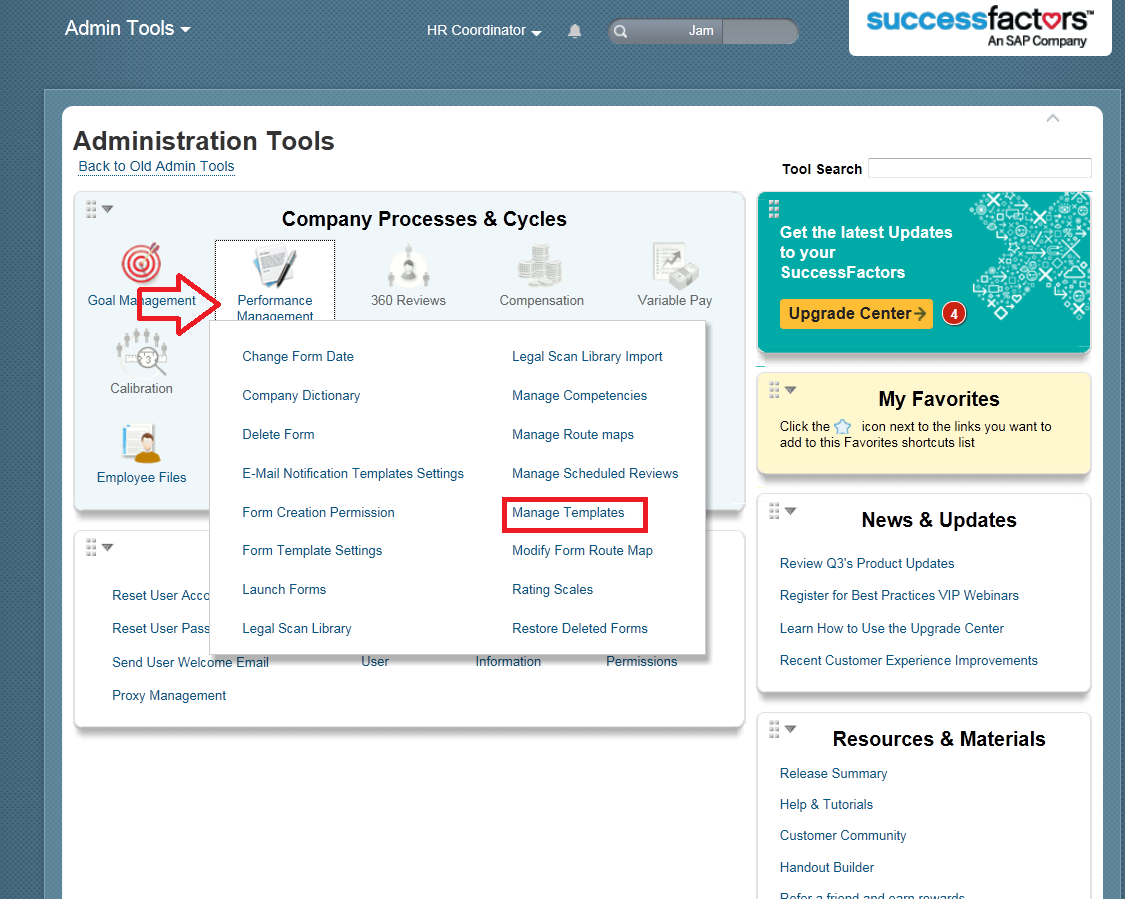 Admin Tools
HR Coordinator
Jam
successfactors™
An SAP Company
Administration Tools
Back to Old Admin Tools
Tool Search
Company Processes & Cycles
Goal Management
Performance
Management
360 Reviews
Compensation
Variable Pay
Calibration
3
Employee Files
Change Form Date
Legal Scan Library Import
Company Dictionary
Manage Competencies
Delete Form
Manage Route maps
E-Mail Notification Templates Settings
Manage Scheduled Reviews
Form Creation Permission
Manage Templates
Form Template Settings
Modify Form Route Map
Launch Forms
Rating Scales
Legal Scan Library
Restore Deleted Forms
Reset User Acco
Reset User Pass
Send User Welcome Email
User
Information
Permissions
Proxy Management
Get the latest Updates
to your
SuccessFactors
Upgrade Center
4
My Favorites
Click the icon next to the links you want to
add to this Favorites shortcuts list
News & Updates
Review Q3's Product Updates
Register for Best Practices VIP Webinars
Learn How to Use the Upgrade Center
Recent Customer Experience Improvements
Resources & Materials
Release Summary
Help & Tutorials
Customer Community
Handout Builder
Refer a friend and earn rewards